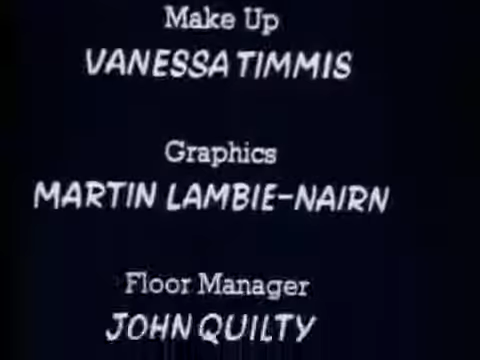 Make Up
VANESSA TIMMIS
Graphics
MARTIN LAMBIE-NAIRN
Floor Manager
JOHN QUILTY